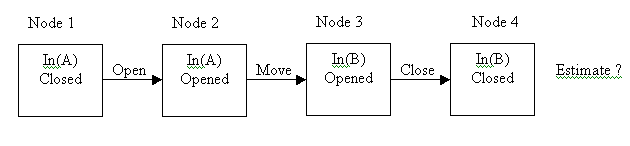 Node 1 Node 2 Node 3 Node 4
In(A) In(A) In(B) In(B)
Closed Open Opened Move Opened Close Closed Estimate ?